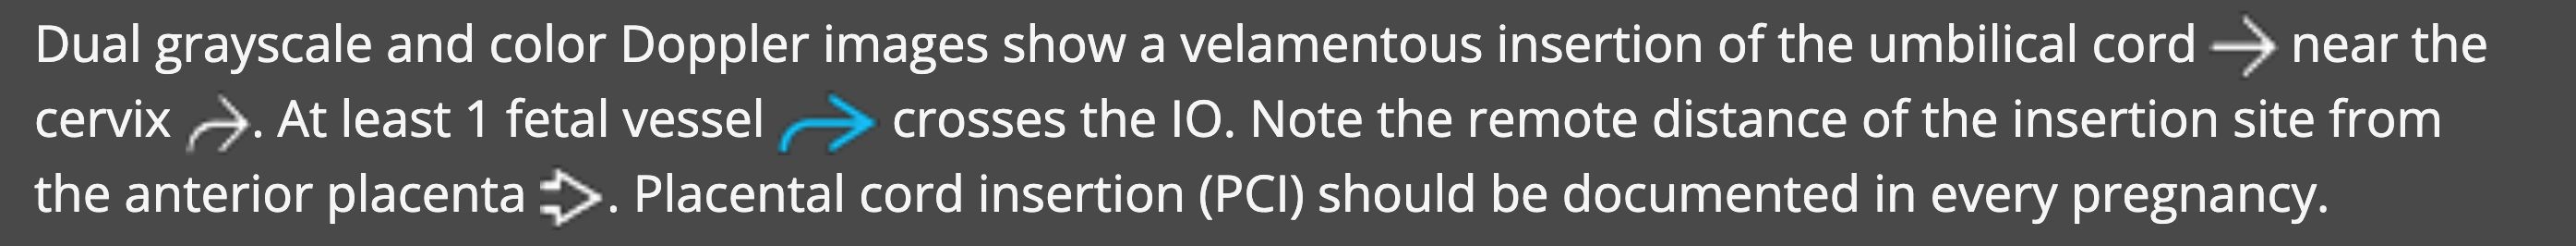 Dual grayscale and color Doppler images show a velamentous insertion of the umbilical cord → near the
cervix ↷. At least 1 fetal vessel ↷ crosses the IO. Note the remote distance of the insertion site from
the anterior placenta ⇨. Placental cord insertion (PCI) should be documented in every pregnancy.